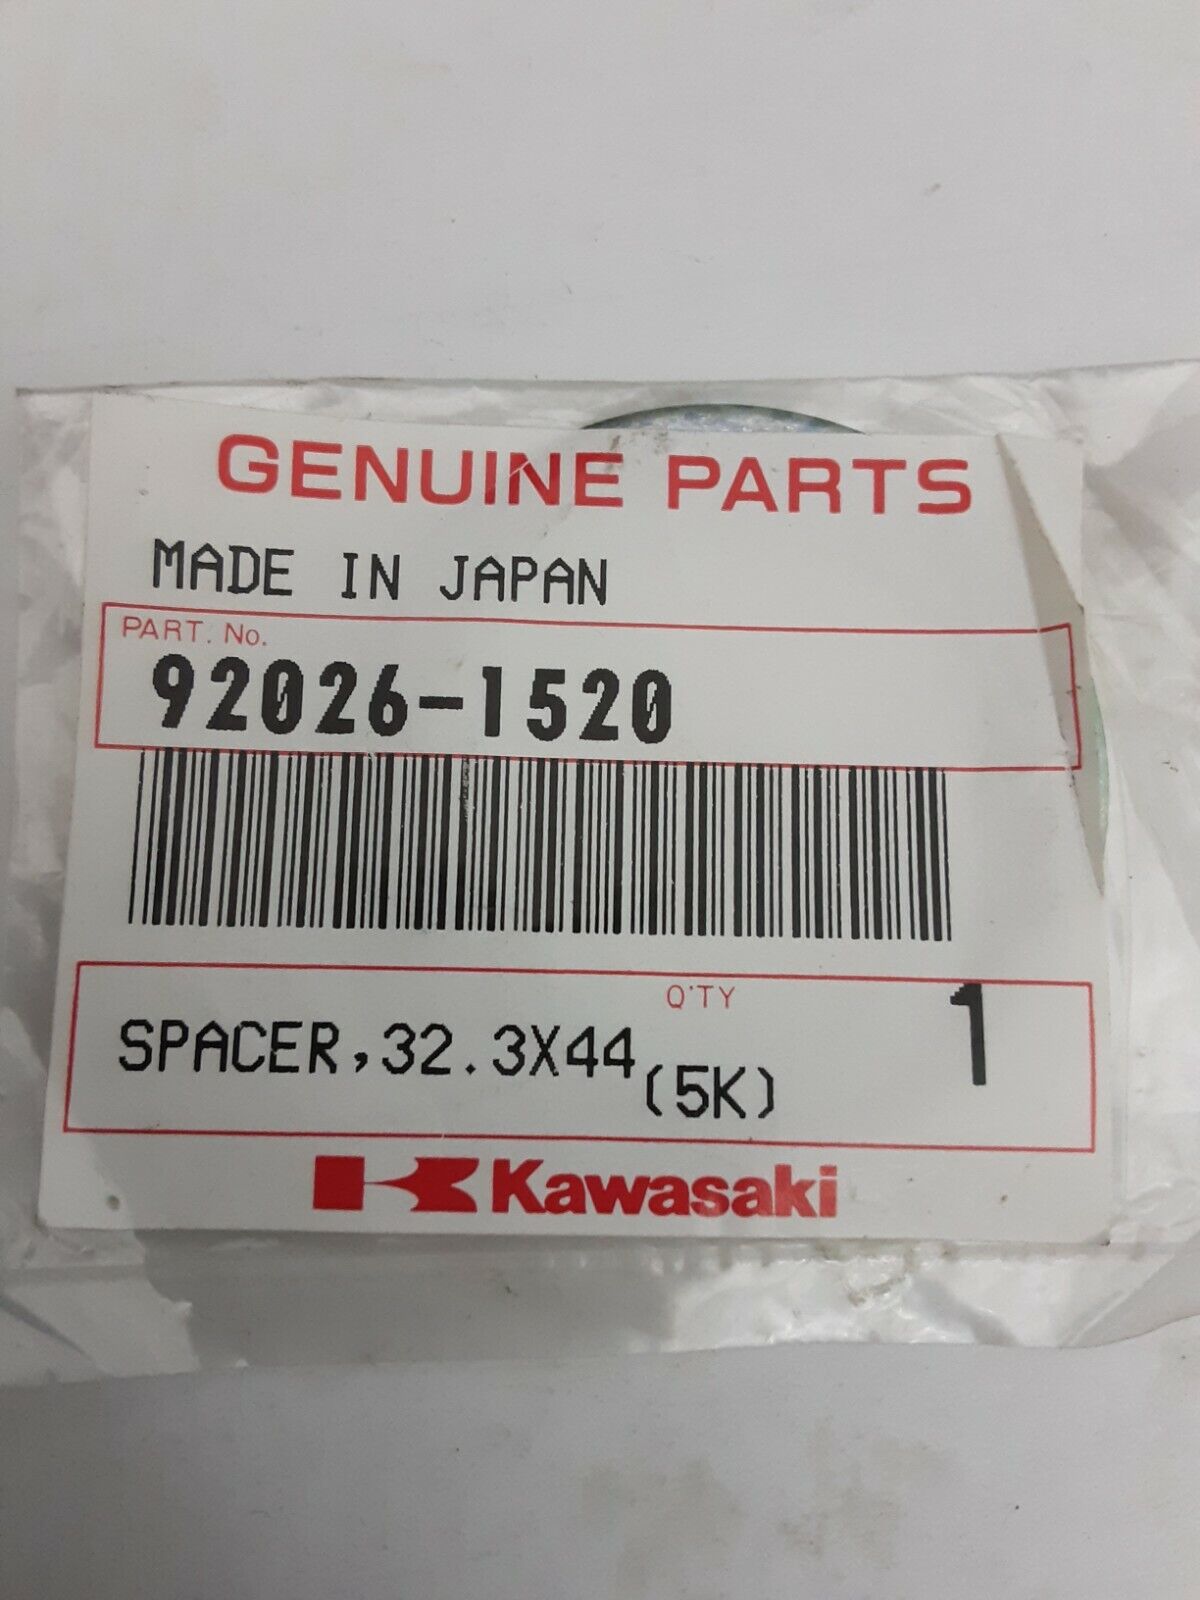 GENUINE PARTS
MADE IN JAPAN
PART. No.
92026-1520
Q'TY
SPACER,32.3X44 (5K) 1
Kawasaki